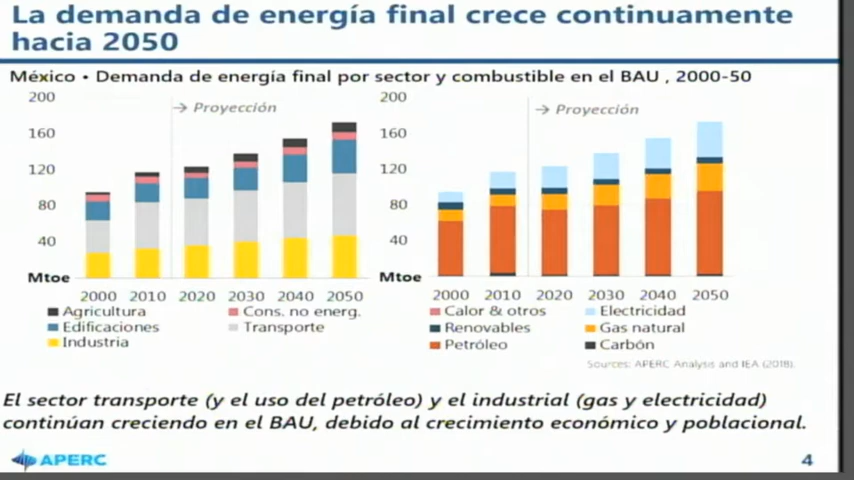 La demanda de energía final crece continuamente
hacia 2050
México • Demanda de energía final por sector y combustible en el BAU , 2000-50
200
160
120
80
40
Mtoe
→ Proyección
2000 2010 2020 2030 2040 2050
Agricultura
Cons. no energ.
Edificaciones
Transporte
Industria
200
160
120
80
40
Mtoe
→ Proyección
2000 2010 2020 2030 2040 2050
Calor & otros
Electricidad
Renovables
Gas natural
Petróleo
Carbón
Sources: APERC Analysis and IEA (2018).
El sector transporte (y el uso del petróleo) y el industrial (gas y electricidad)
continúan creciendo en el BAU, debido al crecimiento económico y poblacional.
APERC
4